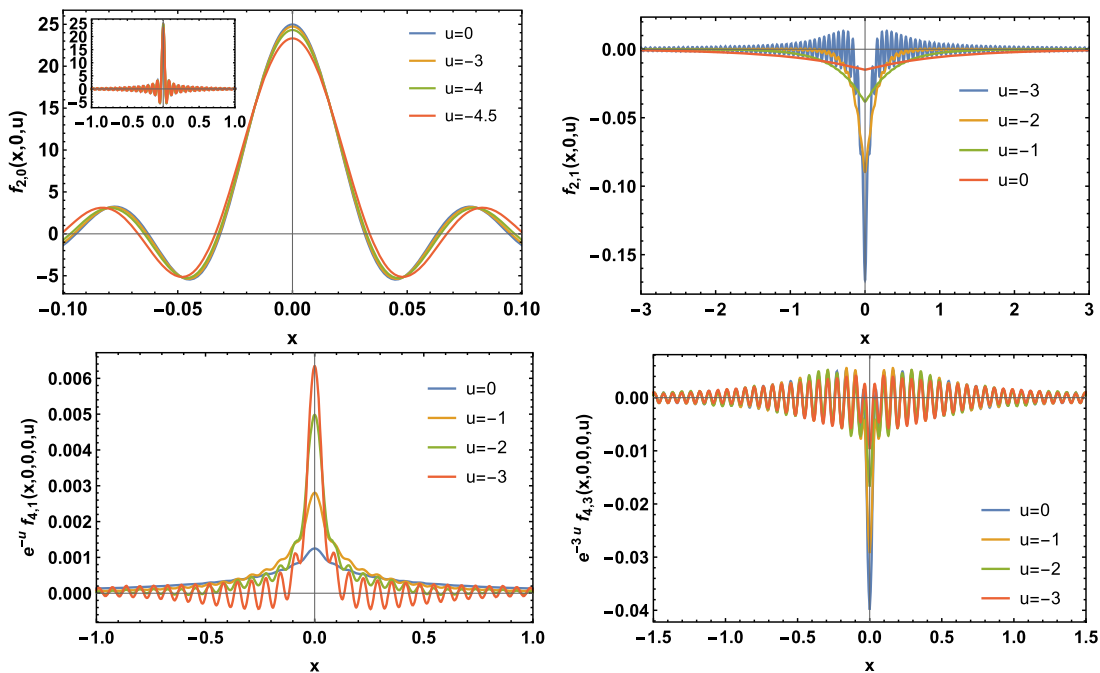 25
20
15
10
5
0
−5
25
20
15
10
5
0
−5
−1.0 −0.5 0.0 0.5 1.0
u=0
u=−3
u=−4
u=−4.5
f2,0(x,0,u)
−0.10 −0.05 0.00 0.05 0.10
x
0.00
−0.05
−0.10
−0.15
u=−3
u=−2
u=−1
u=0
f2,1(x,0,u)
−3 −2 −1 0 1 2 3
x
0.006
0.005
0.004
0.003
0.002
0.001
0.000
u=0
u=−1
u=−2
u=−3
e−u f4,1(x,0,0,0,u)
−1.0 −0.5 0.0 0.5 1.0
x
0.00
−0.01
−0.02
−0.03
−0.04
u=0
u=−1
u=−2
u=−3
e−3 u f4,3(x,0,0,0,u)
−1.5 −1.0 −0.5 0.0 0.5 1.0 1.5
x